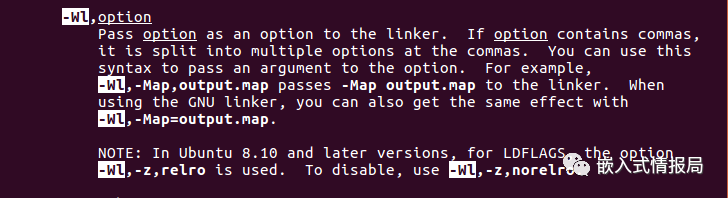 -Wl,option
Pass option as an option to the linker. If option contains commas,
it is split into multiple options at the commas. You can use this
syntax to pass an argument to the option. For example,
-Wl,-Map,output.map passes -Map output.map to the linker. When
using the GNU linker, you can also get the same effect with
-Wl,-Map=output.map.
NOTE: In Ubuntu 8.10 and later versions, for LDFLAGS, the option
-Wl,-z,relro is used. To disable, use -Wl,-z,norelro
嵌入式情报局